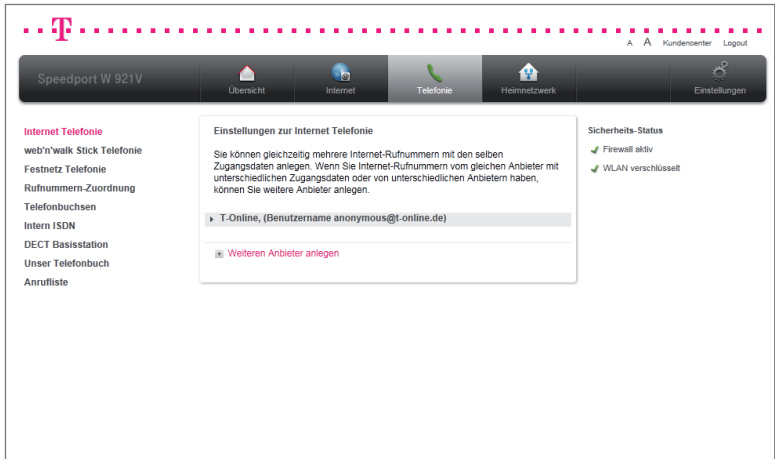 T
A A Kundencenter Logout
Speedport W 921V
Übersicht
Internet
Telefonie
Heimnetzwerk
Einstellungen
Internet Telefonie
web'n'walk Stick Telefonie
Festnetz Telefonie
Rufnummern-Zuordnung
Telefonbuchsen
Intern ISDN
DECT Basisstation
Unser Telefonbuch
Anrufliste
Einstellungen zur Internet Telefonie
Sie können gleichzeitig mehrere Internet-Rufnummern mit den selben
Zugangsdaten anlegen. Wenn Sie Internet-Rufnummern vom gleichen Anbieter mit
unterschiedlichen Zugangsdaten oder von unterschiedlichen Anbietern haben,
können Sie weitere Anbieter anlegen.
T-Online, (Benutzername anonymous@t-online.de)
Weiteren Anbieter anlegen
Sicherheits-Status
Firewall aktiv
WLAN verschlüsselt